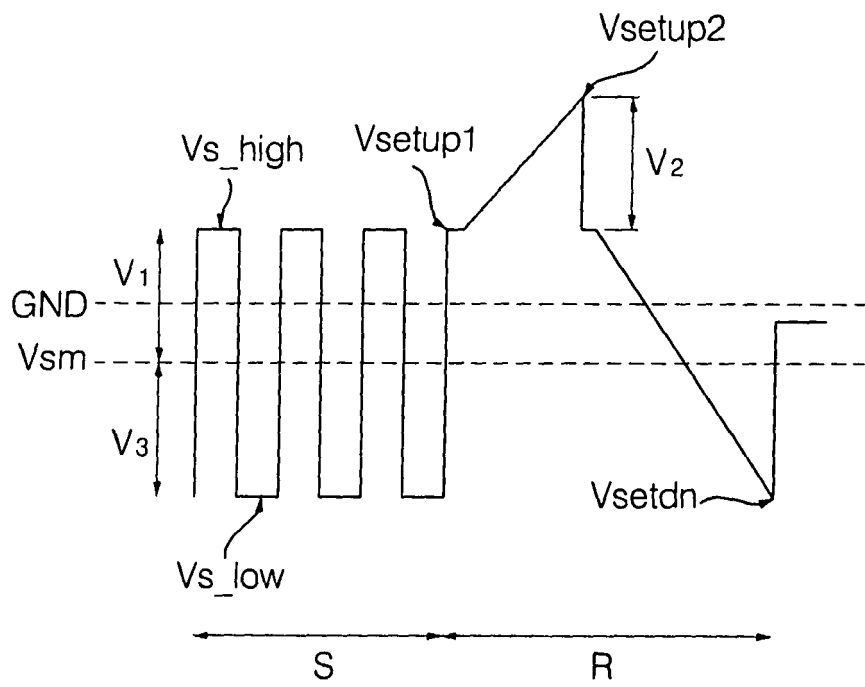 Vsetup2
Vs_high
Vsetup1
V2
V1
GND
Vsm
V3
Vsetdn
Vs_low
S
R